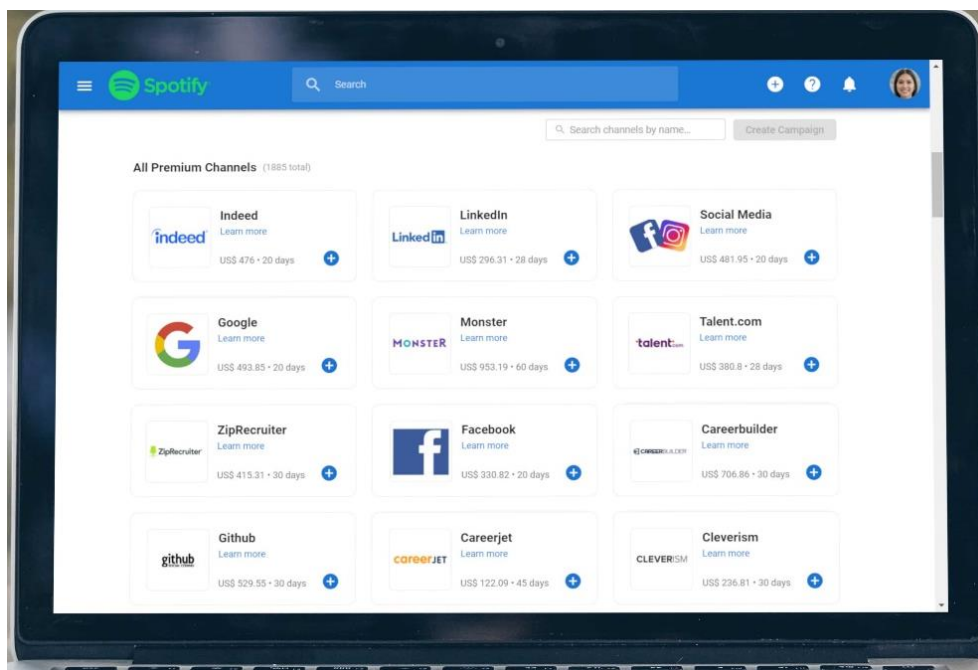 Spotify
Search
Search channels by name...
Create Campaign
All Premium Channels (1885 total)
indeed
Indeed
Learn more
US$ 476 • 20 days
Linked in
LinkedIn
Learn more
US$ 296.31 • 28 days
Social Media
Learn more
US$ 481.95 • 20 days
G
Google
Learn more
US$ 493.85 • 20 days
MONSTER
Monster
Learn more
US$ 953.19 • 60 days
talent.com
Talent.com
Learn more
US$ 380.8 • 28 days
ZipRecruiter
ZipRecruiter
Learn more
US$ 415.31 • 30 days
f
Facebook
Learn more
US$ 330.82 • 20 days
CAREERBUILDER
Careerbuilder
Learn more
US$ 706.86 • 30 days
github
Github
Learn more
US$ 529.55 • 30 days
careerJET
Careerjet
Learn more
US$ 122.09 • 45 days
CLEVERISM
Cleverism
Learn more
US$ 236.81 • 30 days